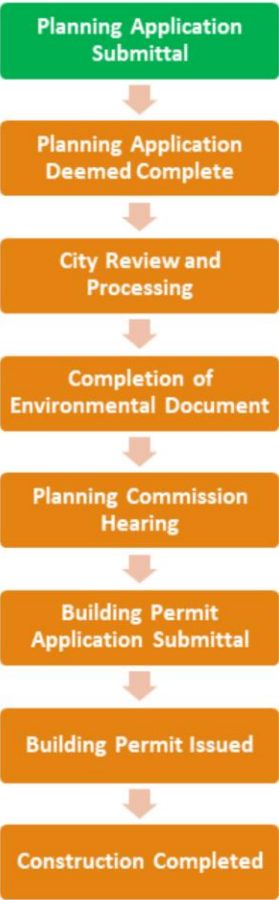 Planning Application
Submittal
Planning Application
Deemed Complete
City Review and
Processing
Completion of
Environmental Document
Planning Commission
Hearing
Building Permit
Application Submittal
Building Permit Issued
Construction Completed